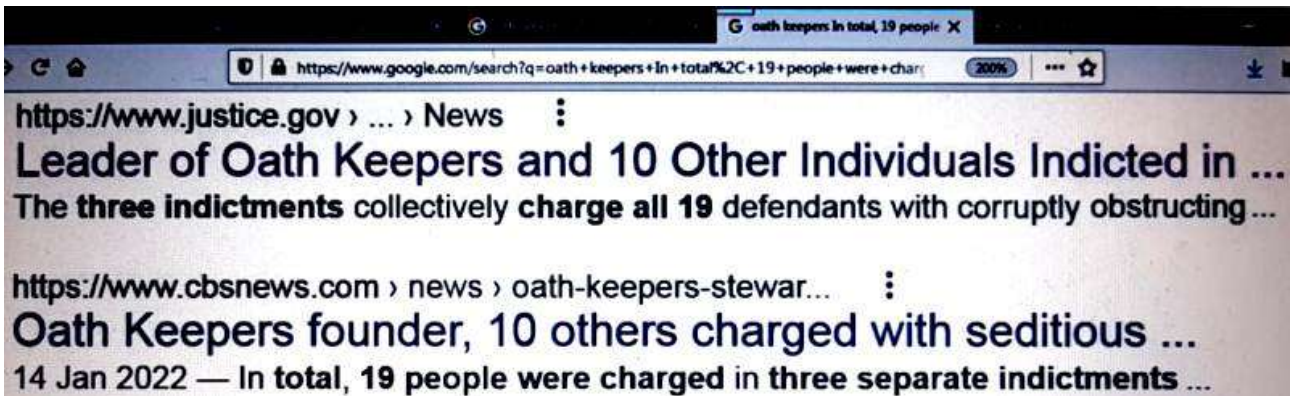 oath keepers In total, 19 people
https://www.google.com/search?q=oath+keepers+In+total%2C+19+people+were+char
200%
https://www.justice.gov › ... › News
Leader of Oath Keepers and 10 Other Individuals Indicted in ...
The three indictments collectively charge all 19 defendants with corruptly obstructing ...
https://www.cbsnews.com › news › oath-keepers-stewar...
Oath Keepers founder, 10 others charged with seditious ...
14 Jan 2022 — In total, 19 people were charged in three separate indictments ...